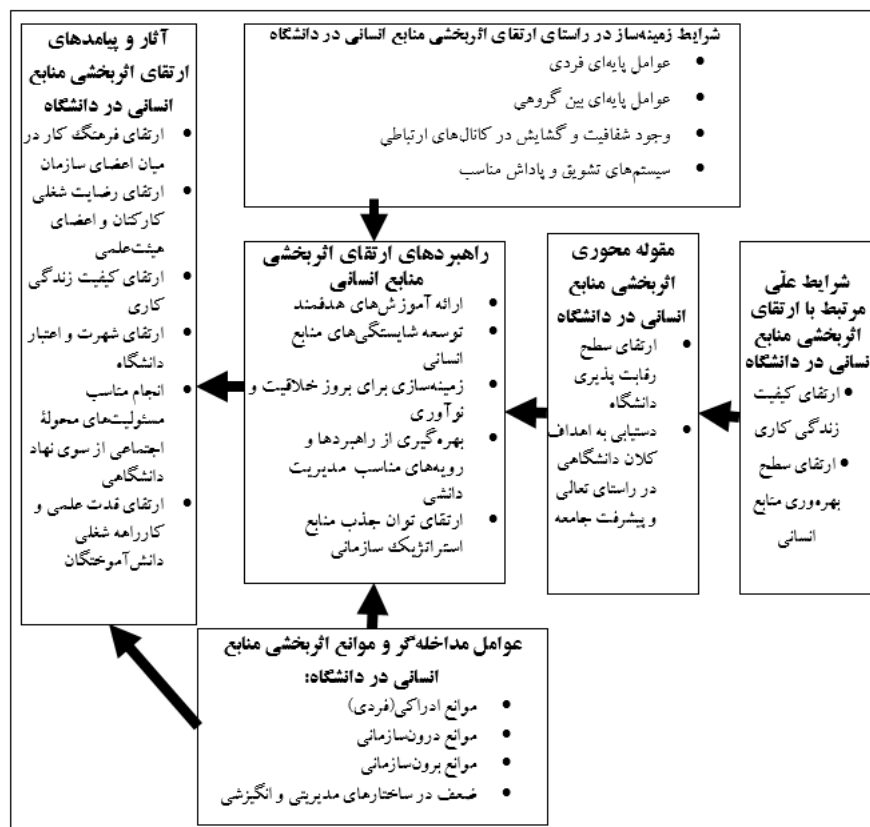 شرایط زمینه‌ساز در راستای ارتقای اثربخشی منابع انسانی در دانشگاه
• عوامل پایه‌ای فردی
• عوامل پایه‌ای بین گروهی
• وجود شفافیت و گشایش در کانال‌های ارتباطی
• سیستم‌های تشویق و پاداش مناسب
شرایط علّی
مرتبط با ارتقای
اثربخشی منابع
انسانی در دانشگاه
• ارتقای کیفیت
زندگی کاری
• ارتقای سطح
بهره‌وری منابع
انسانی
مقوله محوری
اثربخشی منابع
انسانی در دانشگاه
• ارتقای سطح
رقابت پذیری
دانشگاه
• دستیابی به اهداف
کلان دانشگاهی
در راستای تعالی
و پیشرفت جامعه
راهبردهای ارتقای اثربخشی
منابع انسانی
• ارائه آموزش‌های هدفمند
• توسعه شایستگی‌های منابع
انسانی
• زمینه‌سازی برای بروز خلاقیت و
نوآوری
• بهره‌گیری از راهبردها و
رویه‌های مناسب مدیریت
دانشی
• ارتقای توان جذب منابع
استراتژیک سازمانی
آثار و پیامدهای
ارتقای اثربخشی منابع
انسانی در دانشگاه
• ارتقای فرهنگ کار در
میان اعضای سازمان
• ارتقای رضایت شغلی
کارکنان و اعضای
هیئت‌علمی
• ارتقای کیفیت زندگی
کاری
• ارتقای شهرت و اعتبار
دانشگاه
• انجام مناسب
مسئولیت‌های محولهٔ
اجتماعی از سوی نهاد
دانشگاهی
• ارتقای قدت علمی و
کارراهه شغلی
دانش‌آموختگان
عوامل مداخله‌گر و موانع اثربخشی منابع
انسانی در دانشگاه:
• موانع ادراکی(فردی)
• موانع درون‌سازمانی
• موانع برون‌سازمانی
• ضعف در ساختارهای مدیریتی و انگیزشی